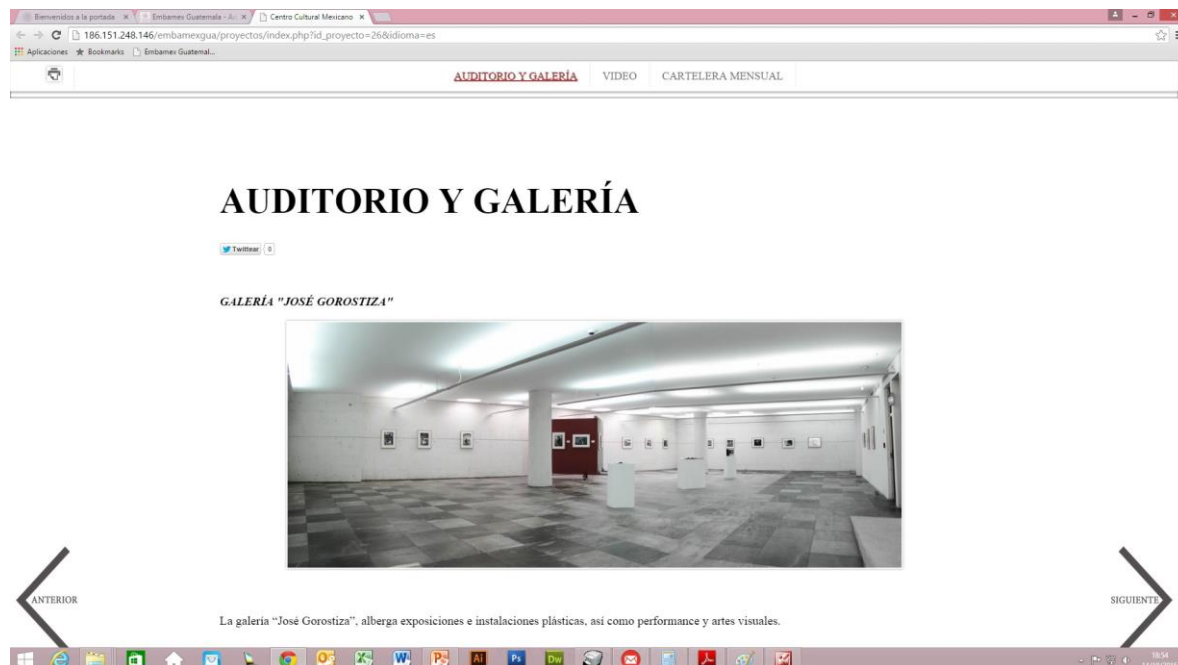 Bienvenidos a la portada
Embamex Guatemala - A
Centro Cultural Mexicano
186.151.248.146/embamexgua/proyectos/index.php?id_proyecto=26&idioma=es
Aplicaciones
Bookmarks
Embamex Guatemal...
AUDITORIO Y GALERÍA
VIDEO
CARTELERA MENSUAL
AUDITORIO Y GALERÍA
Twittear 0
GALERÍA "JOSÉ GOROSTIZA"
ANTERIOR
SIGUIENTE
La galería “José Gorostiza”, alberga exposiciones e instalaciones plásticas, así como performance y artes visuales.
18:54